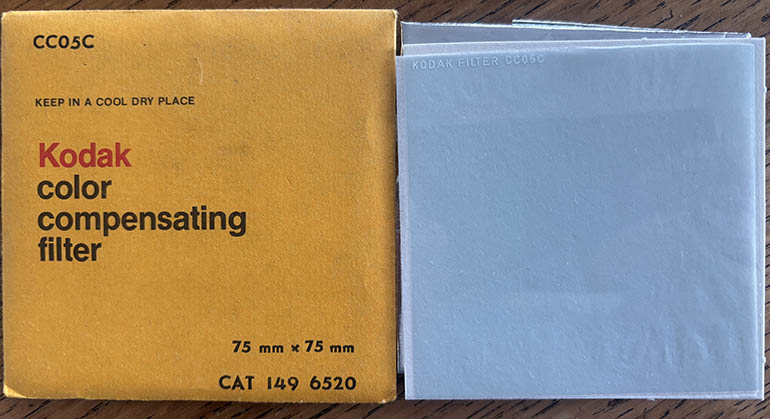 CC05C
KEEP IN A COOL DRY PLACE
Kodak
color
compensating
filter
75 mm x 75 mm
CAT 149 6520
KODAK FILTER CC05C